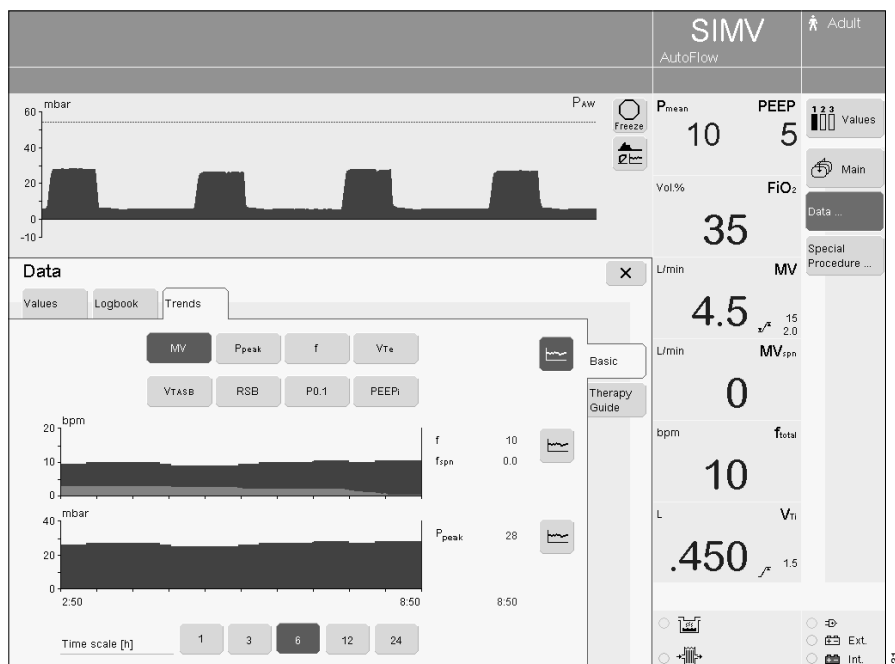 SIMV
AutoFlow
Adult
mbar
PAW
60
40
20
0
-10
Freeze
Pmean PEEP
10 5
Vol.% FiO2
35
L/min MV
4.5 15
2.0
L/min MVspn
0
bpm ftotal
10
L VTi
.450 1.5
1 2 3
Values
Main
Data ...
Special
Procedure ...
Data
Values Logbook Trends
MV Ppeak f VTe
VTASB RSB P0.1 PEEPi
Basic
Therapy
Guide
bpm
20
10
0
f 10
fspn 0.0
mbar
40
20
0
Ppeak 28
2:50 8:50 8:50
Time scale [h] 1 3 6 12 24
Ext.
Int.